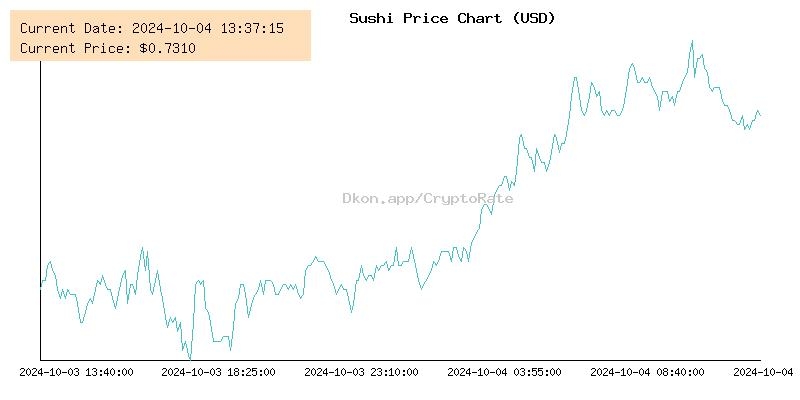 Sushi Price Chart (USD)
Current Date: 2024-10-04 13:37:15
Current Price: $0.7310
Dkon.app/CryptoRate
2024-10-03 13:40:00
2024-10-03 18:25:00
2024-10-03 23:10:00
2024-10-04 03:55:00
2024-10-04 08:40:00
2024-10-04